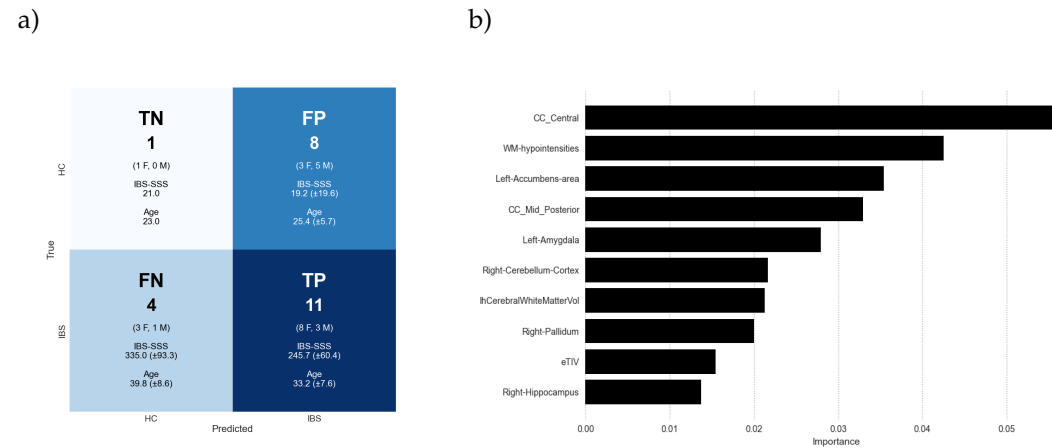 a)
b)
TN
1
(1 F, 0 M)
IBS-SSS
21.0
Age
23.0
FP
8
(3 F, 5 M)
IBS-SSS
19.2 (±19.6)
Age
25.4 (±5.7)
FN
4
(3 F, 1 M)
IBS-SSS
335.0 (±93.3)
Age
39.8 (±8.6)
TP
11
(8 F, 3 M)
IBS-SSS
245.7 (±60.4)
Age
33.2 (±7.6)
HC
IBS
True
HC
IBS
Predicted
CC_Central
WM-hypointensities
Left-Accumbens-area
CC_Mid_Posterior
Left-Amygdala
Right-Cerebellum-Cortex
lhCerebralWhiteMatterVol
Right-Pallidum
eTIV
Right-Hippocampus
0.00
0.01
0.02
0.03
0.04
0.05
Importance